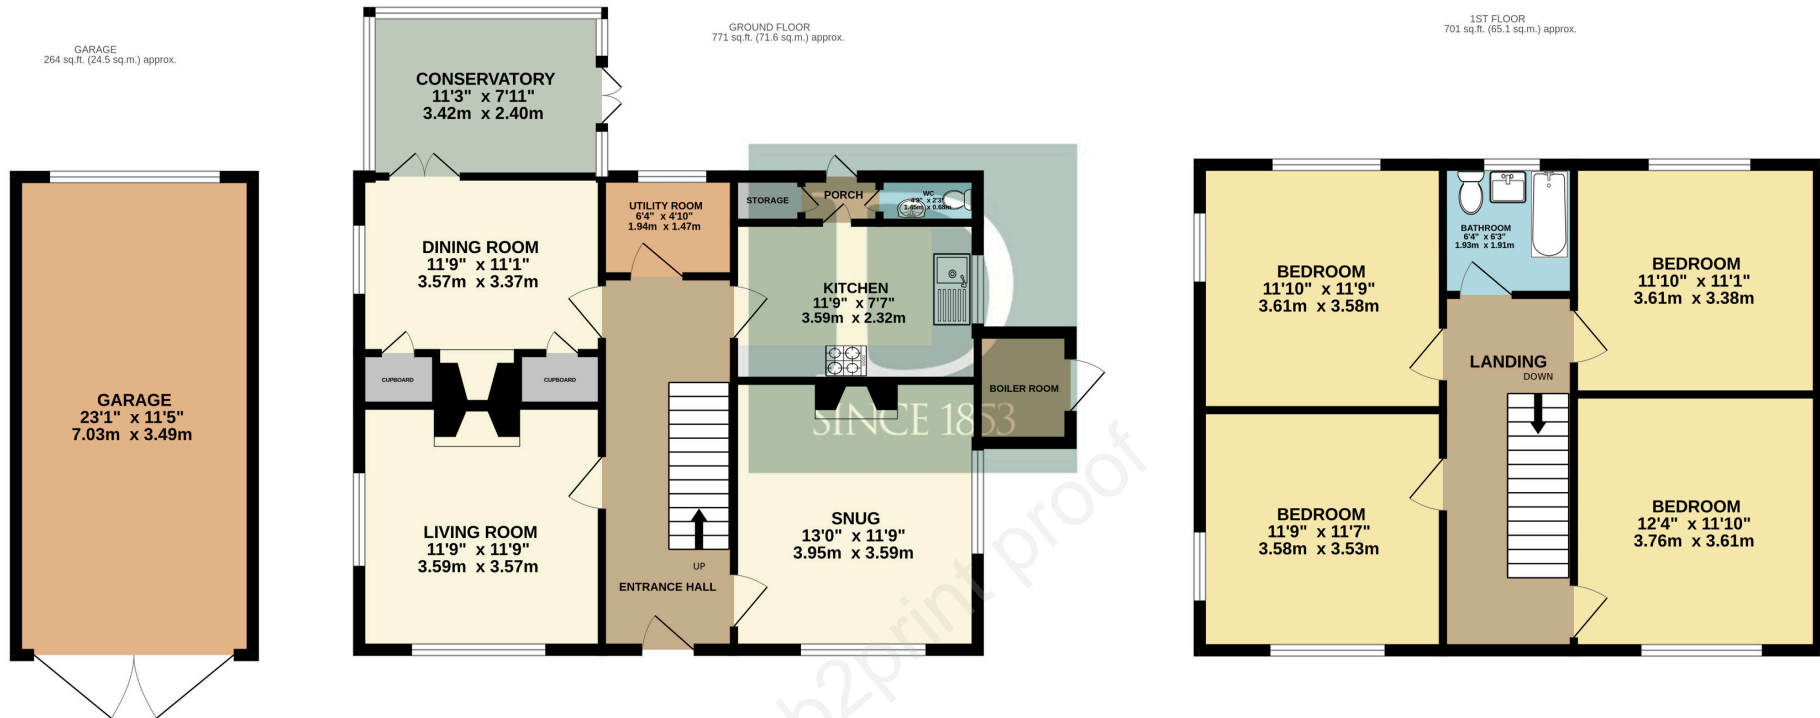 GARAGE
264 sq.ft. (24.5 sq.m.) approx.
GARAGE
23'1" x 11'5"
7.03m x 3.49m
GROUND FLOOR
771 sq.ft. (71.6 sq.m.) approx.
CONSERVATORY
11'3" x 7'11"
3.42m x 2.40m
DINING ROOM
11'9" x 11'1"
3.57m x 3.37m
UTILITY ROOM
6'4" x 4'10"
1.94m x 1.47m
STORAGE
PORCH
WC
4'9" x 2'3"
1.45m x 0.68m
KITCHEN
11'9" x 7'7"
3.59m x 2.32m
CUPBOARD
CUPBOARD
BOILER ROOM
SINCE 1853
LIVING ROOM
11'9" x 11'9"
3.59m x 3.57m
SNUG
13'0" x 11'9"
3.95m x 3.59m
UP
ENTRANCE HALL
b2print proof
1ST FLOOR
701 sq.ft. (65.1 sq.m.) approx.
BEDROOM
11'10" x 11'9"
3.61m x 3.58m
BATHROOM
6'4" x 6'3"
1.93m x 1.91m
BEDROOM
11'10" x 11'1"
3.61m x 3.38m
LANDING
DOWN
BEDROOM
11'9" x 11'7"
3.58m x 3.53m
BEDROOM
12'4" x 11'10"
3.76m x 3.61m